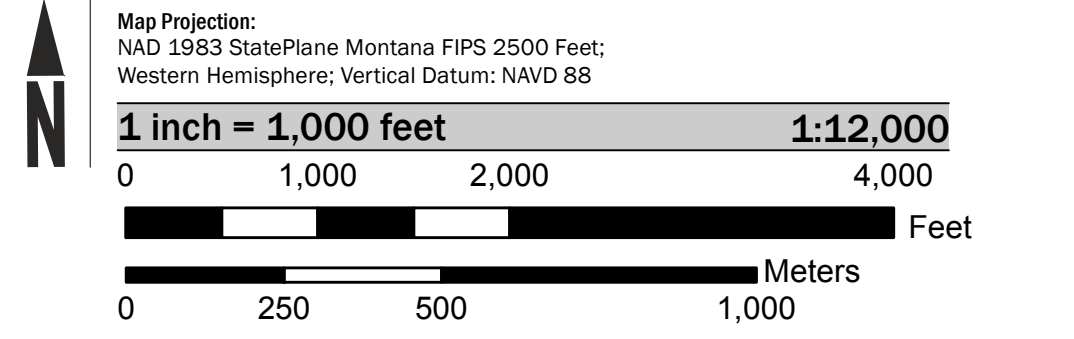 Map Projection:
NAD 1983 StatePlane Montana FIPS 2500 Feet;
Western Hemisphere; Vertical Datum: NAVD 88
N
1 inch = 1,000 feet 1:12,000
0 1,000 2,000 4,000
Feet
Meters
0 250 500 1,000